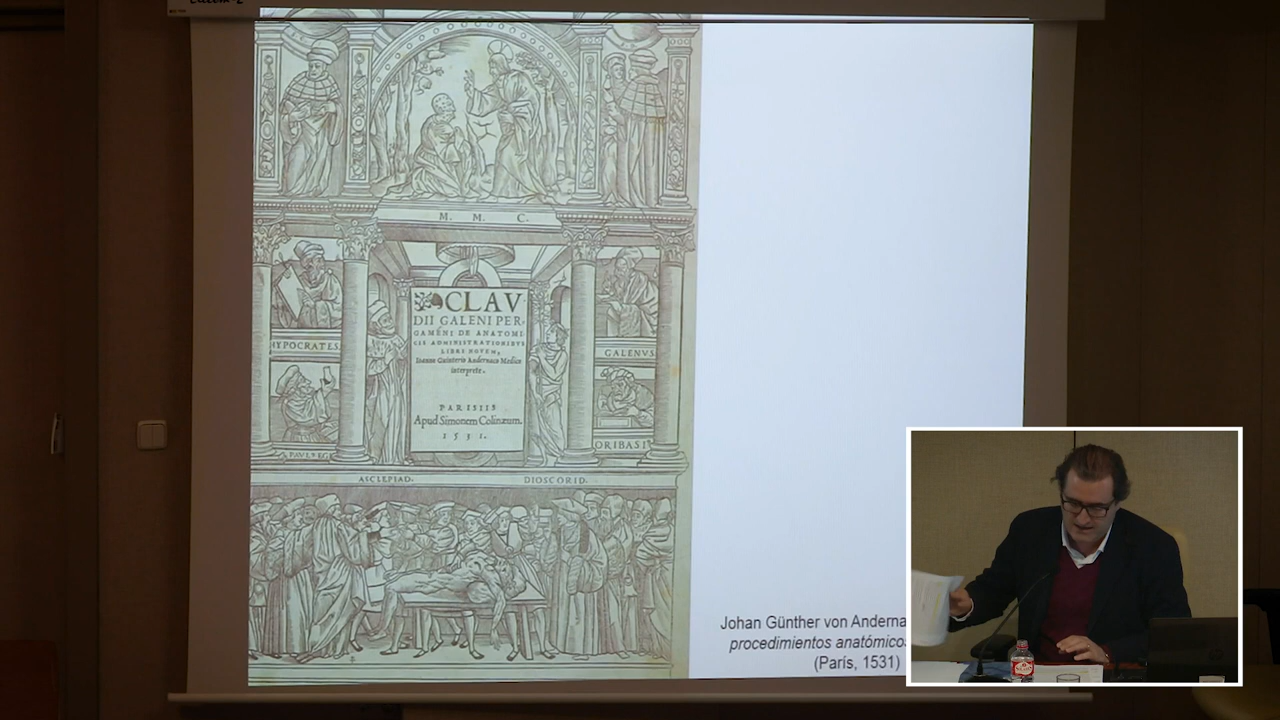 M. M. C.
CLAV
DII GALENI PER-
GAMENI DE ANATOMI
CIS ADMINISTRATIONIBVS
LIBRI NOVEM,
Ioanne Guinterio Andernaco Medico
interprete.
PARISIIS
Apud Simonem Colinæum.
1531.
HYPOCRATES
GALENVS
PAVL
ORIBASI
ASCLEPIAD.
DIOSCORID.
Johan Günther von Anderna
procedimientos anatómicos
(París, 1531)